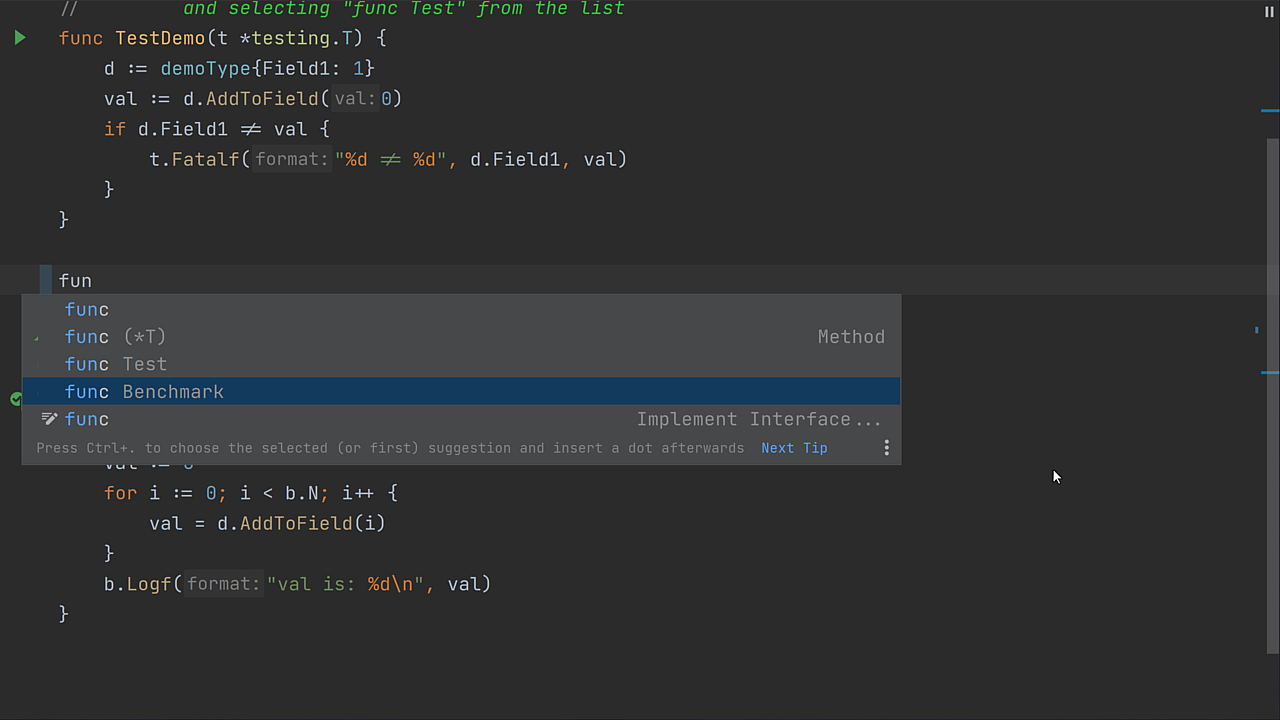 // and selecting "func Test" from the list
func TestDemo(t *testing.T) {
d := demoType{Field1: 1}
val := d.AddToField( val: 0)
if d.Field1 ≠ val {
t.Fatalf( format: "%d ≠ %d", d.Field1, val)
}
}
fun
func
func (*T) Method
func Test
func Benchmark
func Implement Interface...
Press Ctrl+. to choose the selected (or first) suggestion and insert a dot afterwards Next Tip
val := 0
for i := 0; i < b.N; i++ {
val = d.AddToField(i)
}
b.Logf( format: "val is: %d\n", val)
}